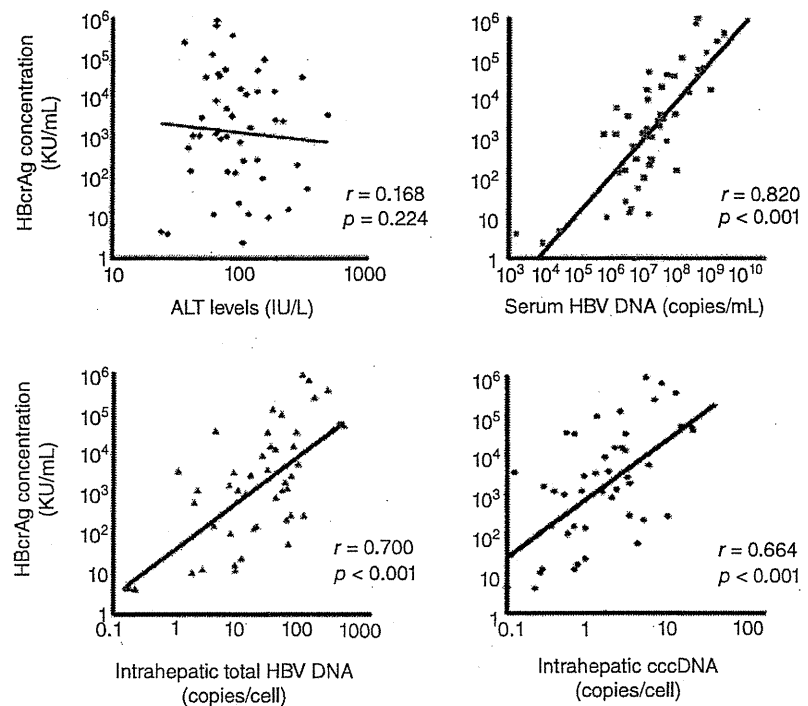 HBcrAg concentration
(KU/mL)
10⁶
10⁵
10⁴
10³
10²
10
1
10
100
1000
ALT levels (IU/L)
r = 0.168
p = 0.224
10⁶
10⁵
10⁴
10³
10²
10
1
10³ 10⁴ 10⁵ 10⁶ 10⁷ 10⁸ 10⁹ 10¹⁰
Serum HBV DNA (copies/mL)
r = 0.820
p < 0.001
HBcrAg concentration
(KU/mL)
10⁶
10⁵
10⁴
10³
10²
10
1
0.1 1 10 100 1000
Intrahepatic total HBV DNA
(copies/cell)
r = 0.700
p < 0.001
10⁶
10⁵
10⁴
10³
10²
10
1
0.1 1 10 100
Intrahepatic cccDNA
(copies/cell)
r = 0.664
p < 0.001